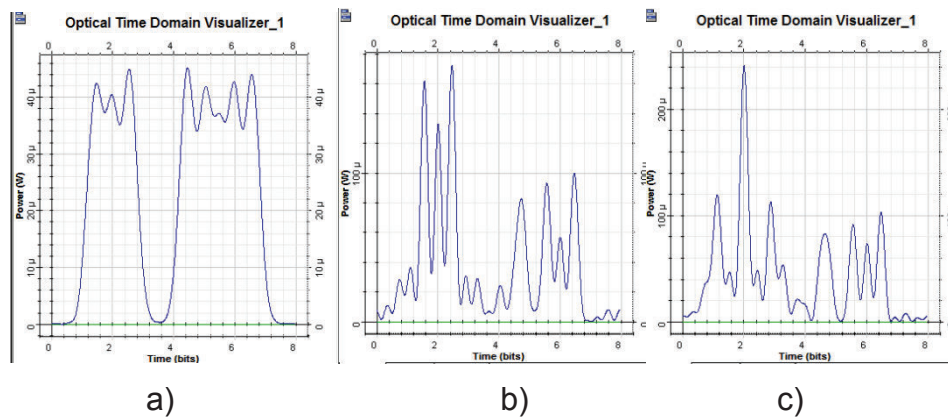 Optical Time Domain Visualizer_1
0 2 4 6 8
Power (W)
40 µ
30 µ
20 µ
10 µ
0
40 µ
30 µ
20 µ
10 µ
0
0 2 4 6 8
Time (bits)
a)
Optical Time Domain Visualizer_1
0 2 4 6 8
Power (W)
100 µ
0
100 µ
0
0 2 4 6 8
Time (bits)
b)
Optical Time Domain Visualizer_1
0 2 4 6 8
Power (W)
200 µ
100 µ
0
0 2 4 6 8
Time (bits)
c)